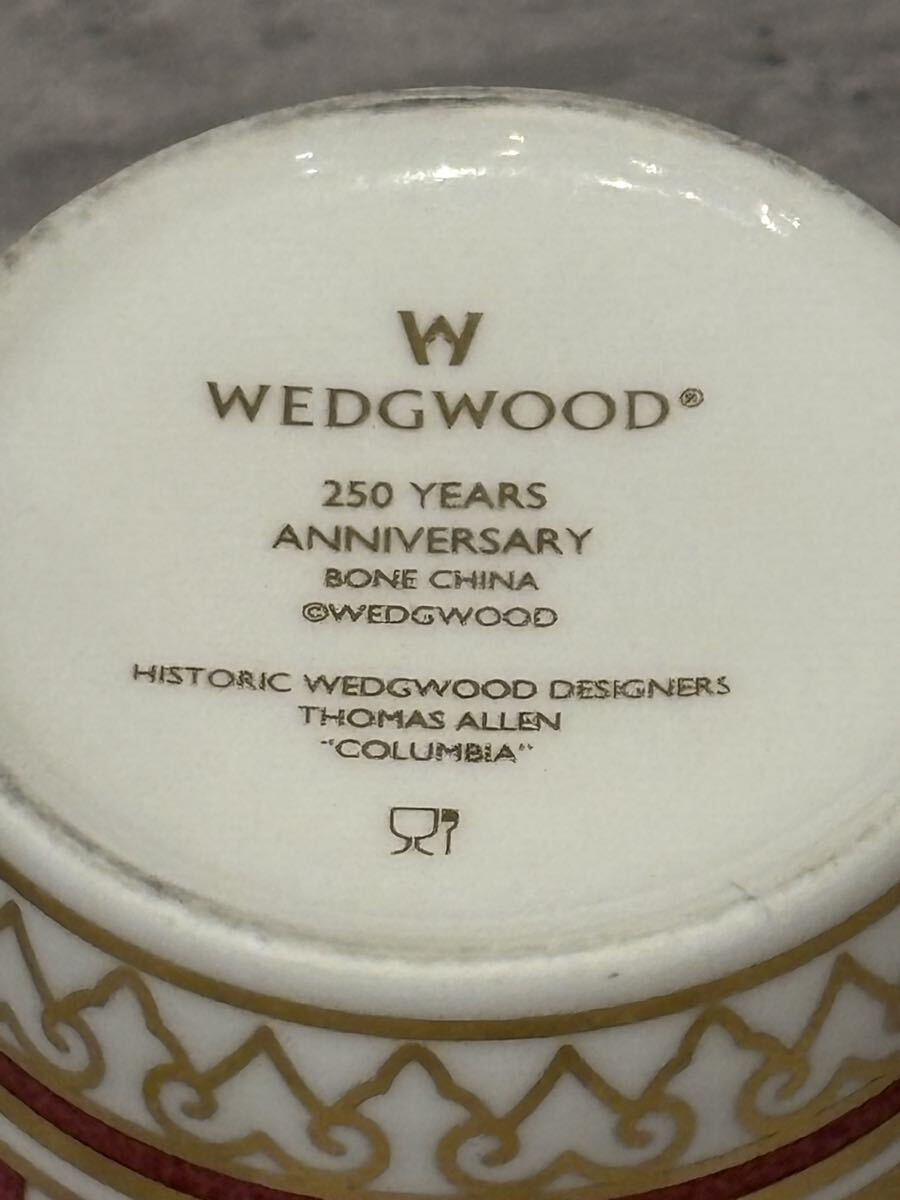 W
WEDGWOOD®
250 YEARS
ANNIVERSARY
BONE CHINA
©WEDGWOOD
HISTORIC WEDGWOOD DESIGNERS
THOMAS ALLEN
"COLUMBIA"